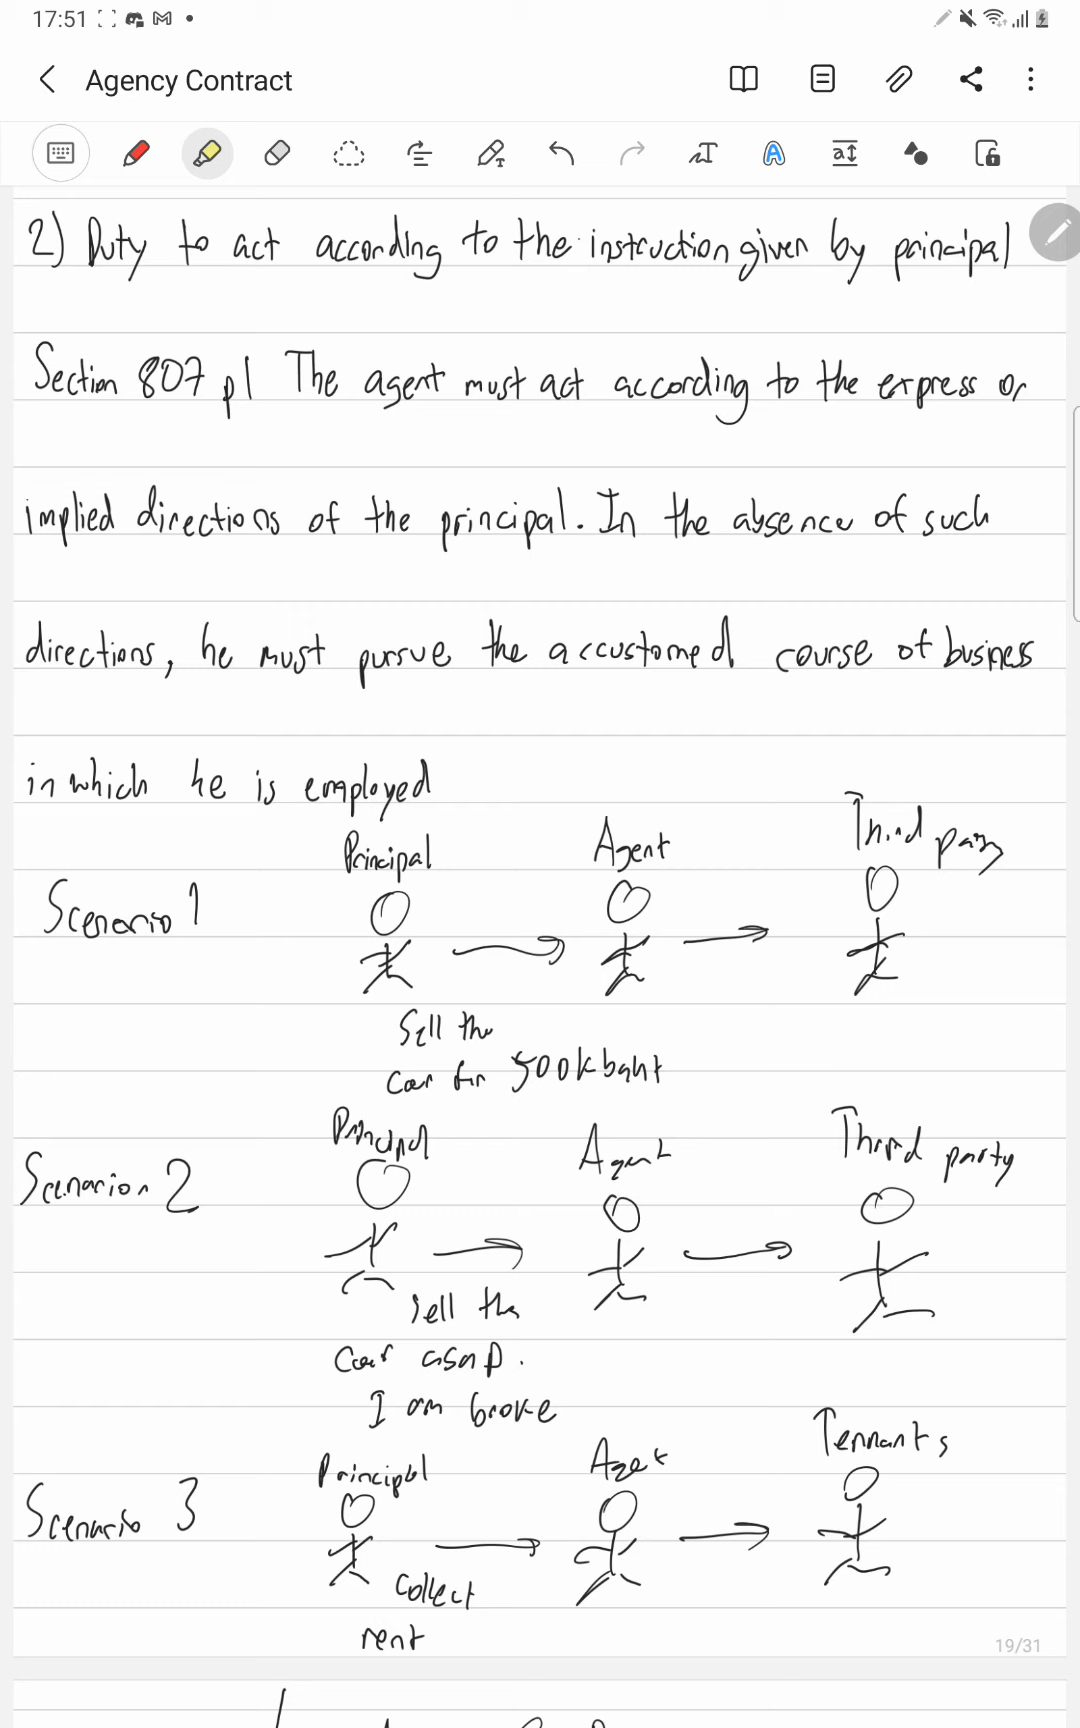 17:51
Agency Contract
2) Duty to act according to the instruction given by principal
Section 807 p1 The agent must act according to the express or
implied directions of the principal. In the absence of such
directions, he must pursue the accustomed course of business
in which he is employed
Principal Agent Third party
Scenario 1
Sell the
car for 500k baht
Principal Agent Third party
Scenarion 2
Sell the
car asap.
I am broke
Principal Agent Tennants
Scenario 3
Collect
rent
19/31